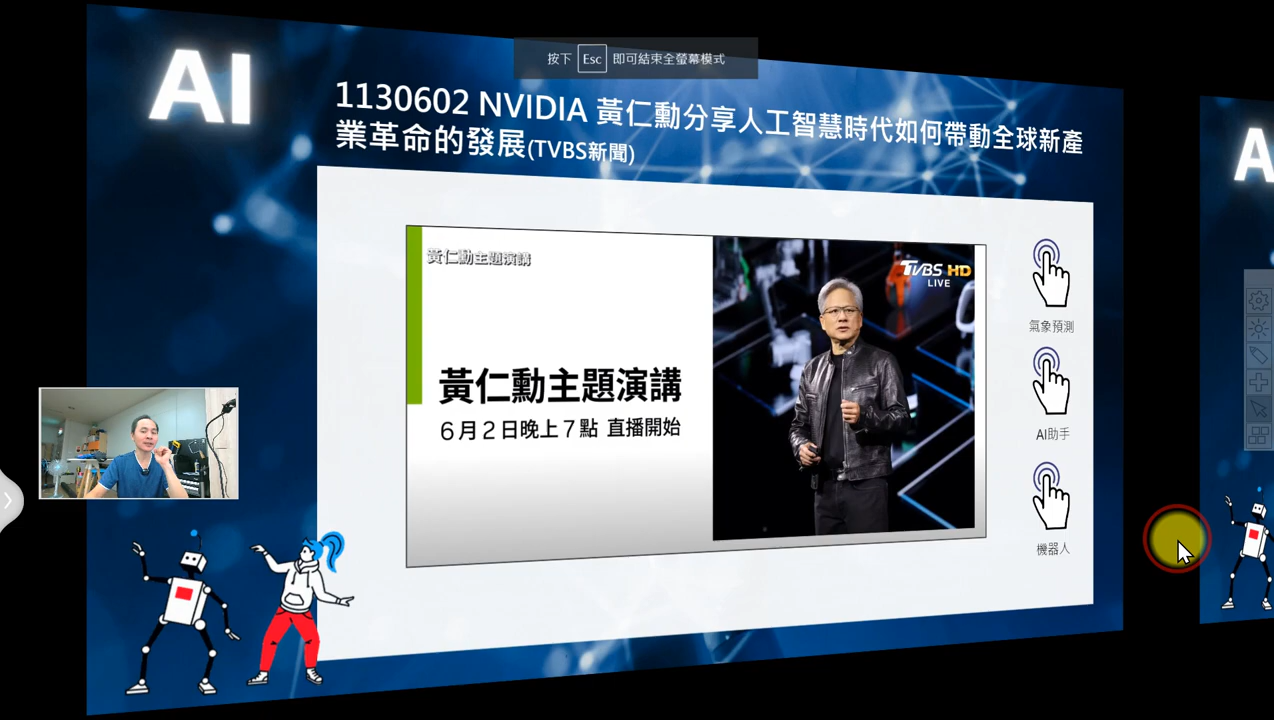 AI
按下 Esc 即可結束全螢幕模式
1130602 NVIDIA 黃仁勳分享人工智慧時代如何帶動全球新產
業革命的發展(TVBS新聞)
黃仁勳主題演講
TVBS HD
LIVE
黃仁勳主題演講
6月2日晚上7點 直播開始
氣象預測
AI助手
機器人
A